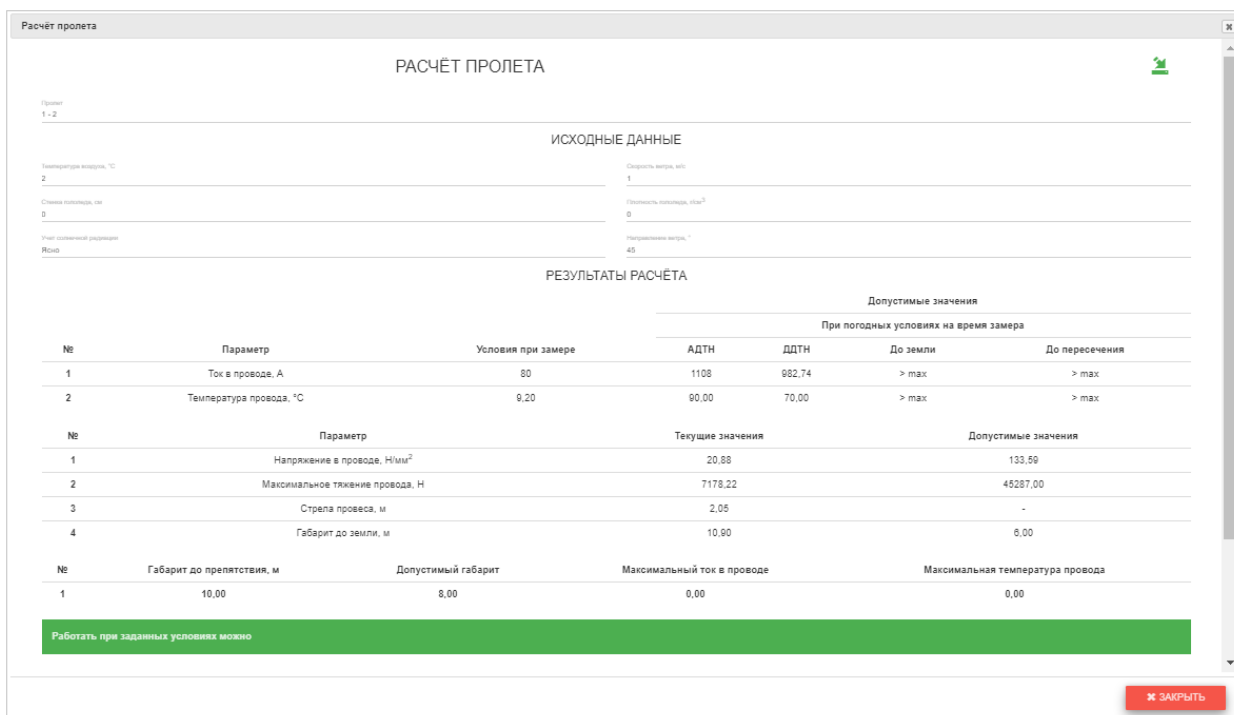 Расчёт пролета
РАСЧЁТ ПРОЛЕТА
Пролет
1 - 2
ИСХОДНЫЕ ДАННЫЕ
Температура воздуха, °C Скорость ветра, м/с
2 1
Стенка гололеда, см Плотность гололеда, г/см³
0 0
Учет солнечной радиации Направление ветра, °
Ясно 45
РЕЗУЛЬТАТЫ РАСЧЁТА
Допустимые значения
При погодных условиях на время замера
№ Параметр Условия при замере АДТН ДДТН До земли До пересечения
1 Ток в проводе, А 80 1108 982,74 > max > max
2 Температура провода, °C 9,20 90,00 70,00 > max > max
№ Параметр Текущие значения Допустимые значения
1 Напряжение в проводе, Н/мм² 20,88 133,59
2 Максимальное тяжение провода, Н 7178,22 45287,00
3 Стрела провеса, м 2,05 -
4 Габарит до земли, м 10,90 6,00
№ Габарит до препятствия, м Допустимый габарит Максимальный ток в проводе Максимальная температура провода
1 10,00 8,00 0,00 0,00
Работать при заданных условиях можно
ЗАКРЫТЬ